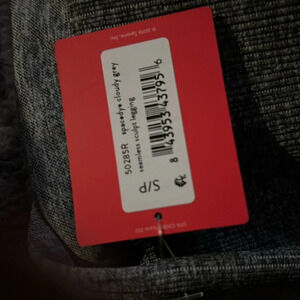 50285R spacedye cloudy grey
seamless sculpt legging
8 43953 43795 6
S/P